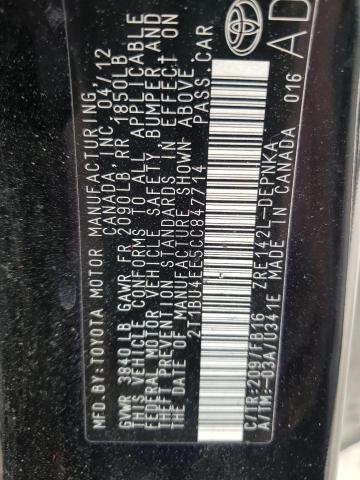 MFD.BY:TOYOTA MOTOR MANUFACTURING,
CANADA, INC. 04/12
GVWR 3840LB GAWR FR 2090LB RR 1850LB
THIS VEHICLE CONFORMS TO ALL APPLICABLE
FEDERAL MOTOR VEHICLE SAFETY BUMPER AND
THEFT PREVENTION STANDARDS IN EFFECT ON
THE DATE OF MANUFACTURE SHOWN ABOVE.
2T1BU4EE5CC847714 PASS.CAR
C/TR:209/FB16 ZRE142L-DEPNKA
A/TM:-03A/U341E MADE IN CANADA 016
TOYOTA
AD